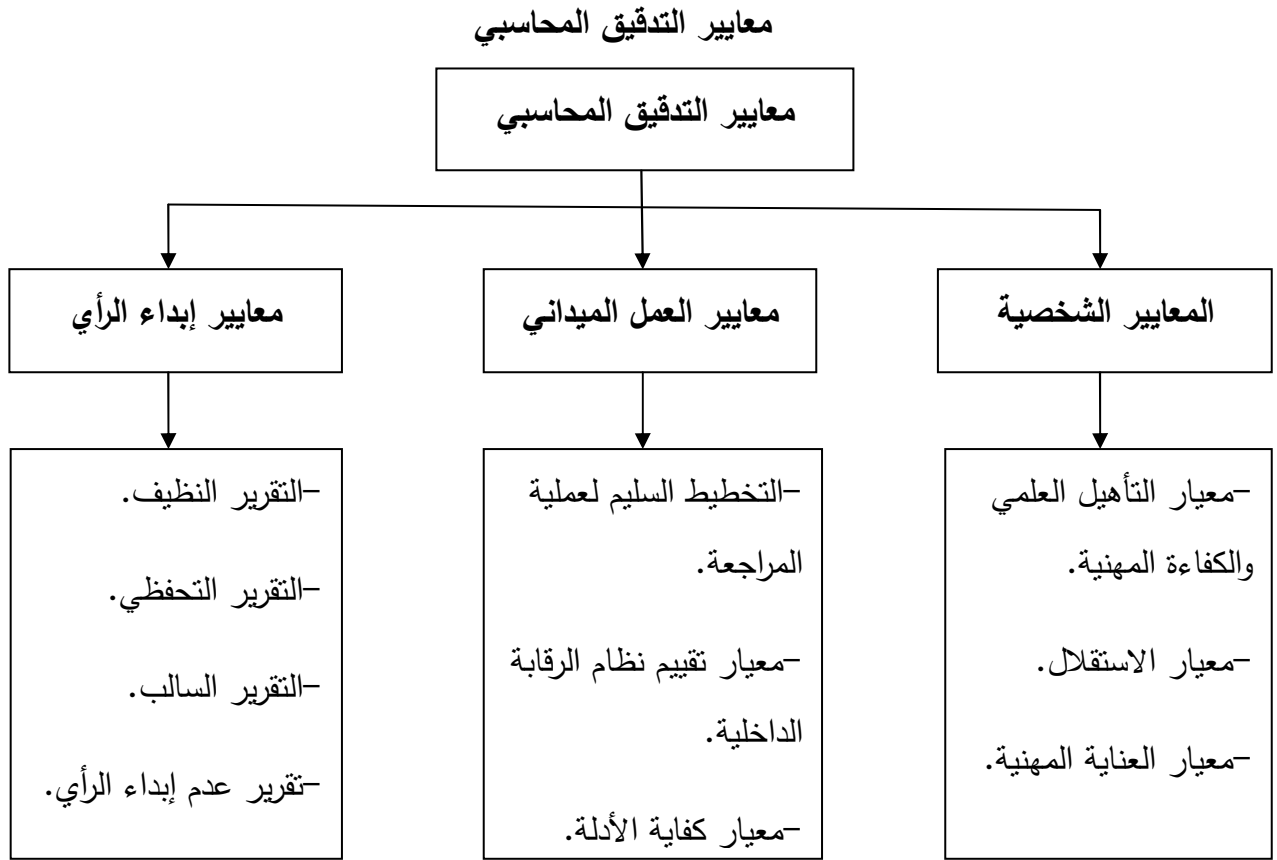 معايير التدقيق المحاسبي
معايير التدقيق المحاسبي
المعايير الشخصية
معايير العمل الميداني
معايير إبداء الرأي
-معيار التأهيل العلمي
والكفاءة المهنية.
-معيار الاستقلال.
-معيار العناية المهنية.
-التخطيط السليم لعملية
المراجعة.
-معيار تقييم نظام الرقابة
الداخلية.
-معيار كفاية الأدلة.
-التقرير النظيف.
-التقرير التحفظي.
-التقرير السالب.
-تقرير عدم إبداء الرأي.